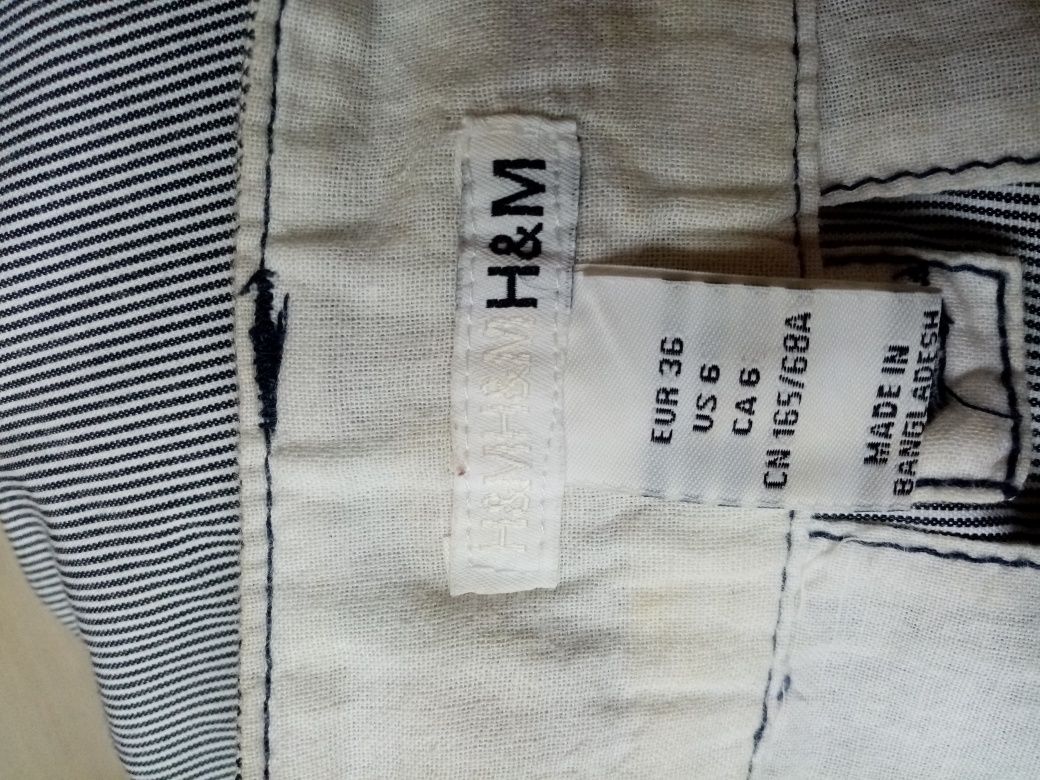 H&M H&M H&M
EUR 36
US 6
CA 6
CN 165/68A
MADE IN
BANGLADESH